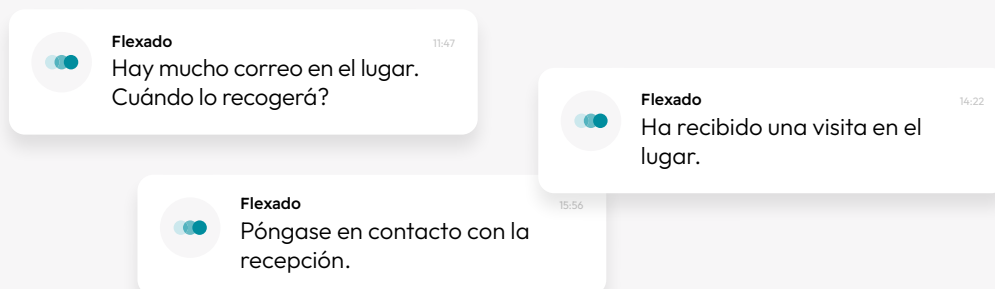 Flexado
11:47
Hay mucho correo en el lugar.
Cuándo lo recogerá?
Flexado
14:22
Ha recibido una visita en el
lugar.
Flexado
15:56
Póngase en contacto con la
recepción.